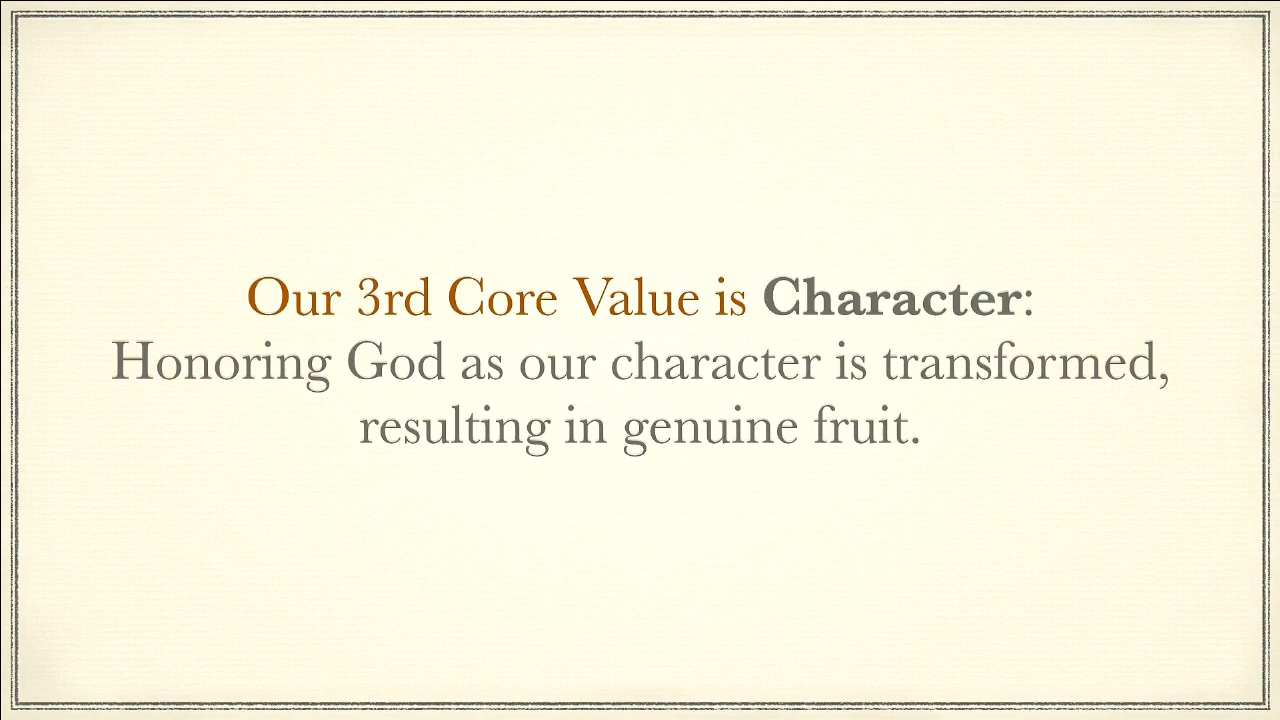 Our 3rd Core Value is Character:
Honoring God as our character is transformed,
resulting in genuine fruit.